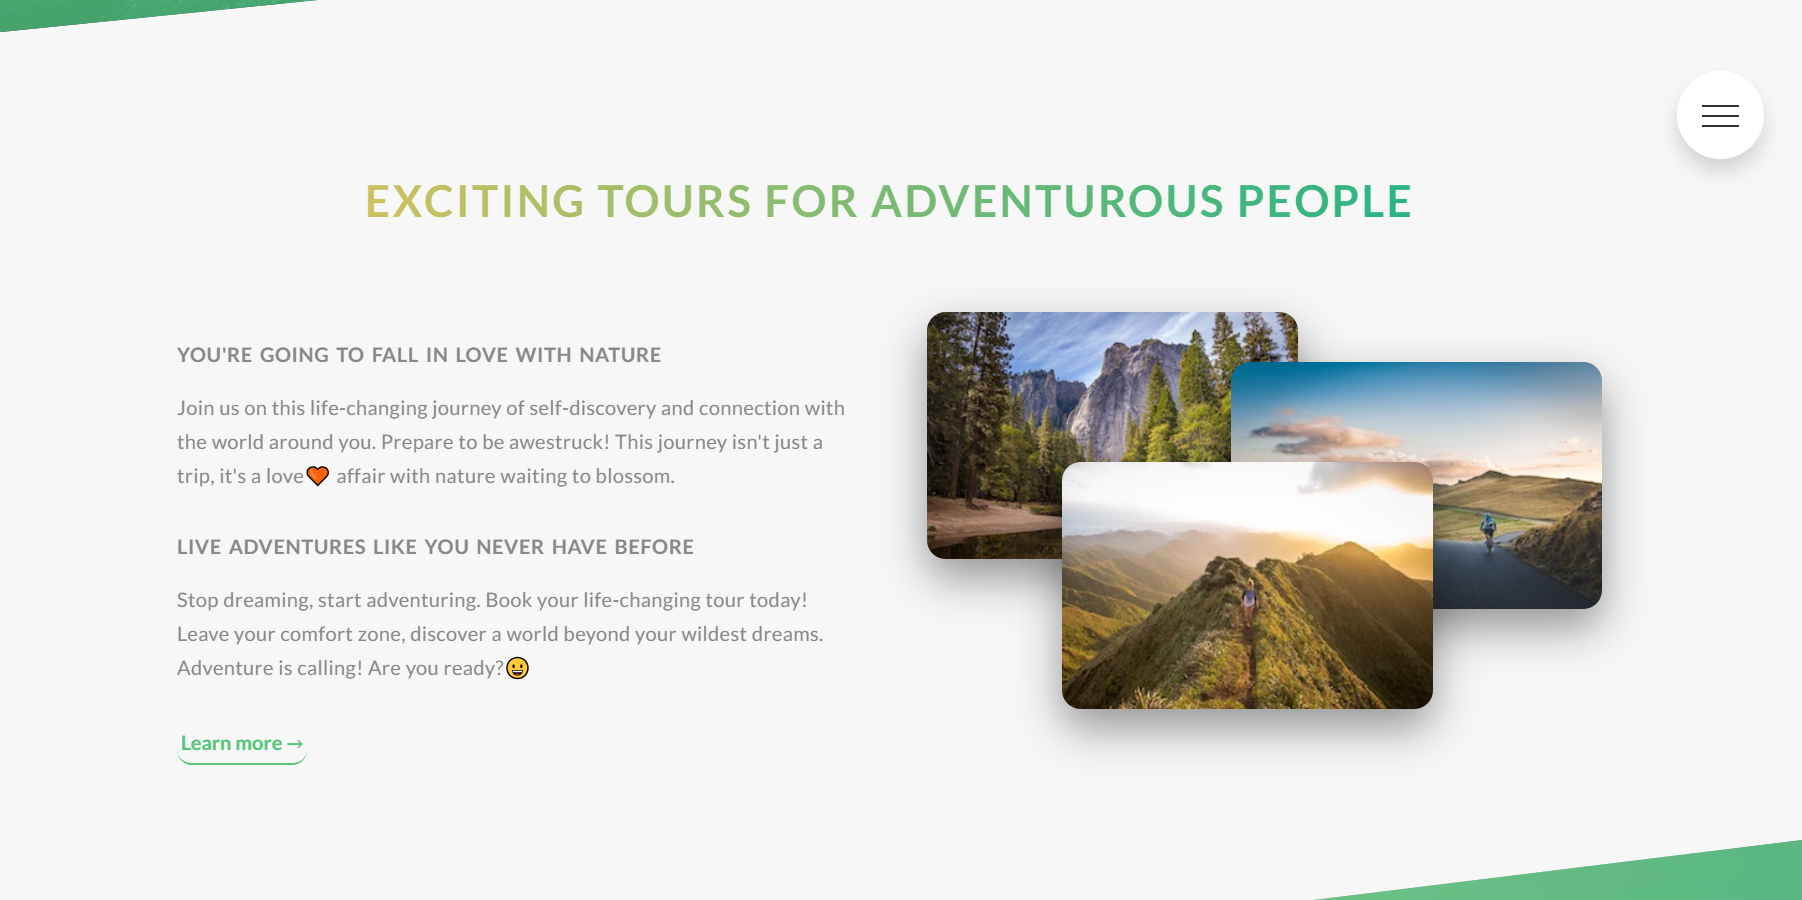 EXCITING TOURS FOR ADVENTUROUS PEOPLE
YOU'RE GOING TO FALL IN LOVE WITH NATURE
Join us on this life-changing journey of self-discovery and connection with
the world around you. Prepare to be awestruck! This journey isn't just a
trip, it's a love🧡 affair with nature waiting to blossom.
LIVE ADVENTURES LIKE YOU NEVER HAVE BEFORE
Stop dreaming, start adventuring. Book your life-changing tour today!
Leave your comfort zone, discover a world beyond your wildest dreams.
Adventure is calling! Are you ready?😀
Learn more →